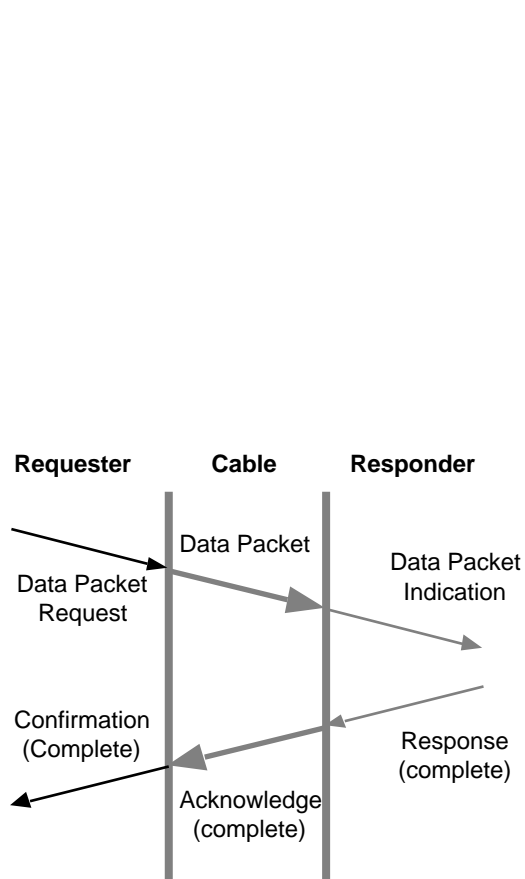 Requester
Cable
Responder
Data Packet
Data Packet
Request
Data Packet
Indication
Confirmation
(Complete)
Response
(complete)
Acknowledge
(complete)